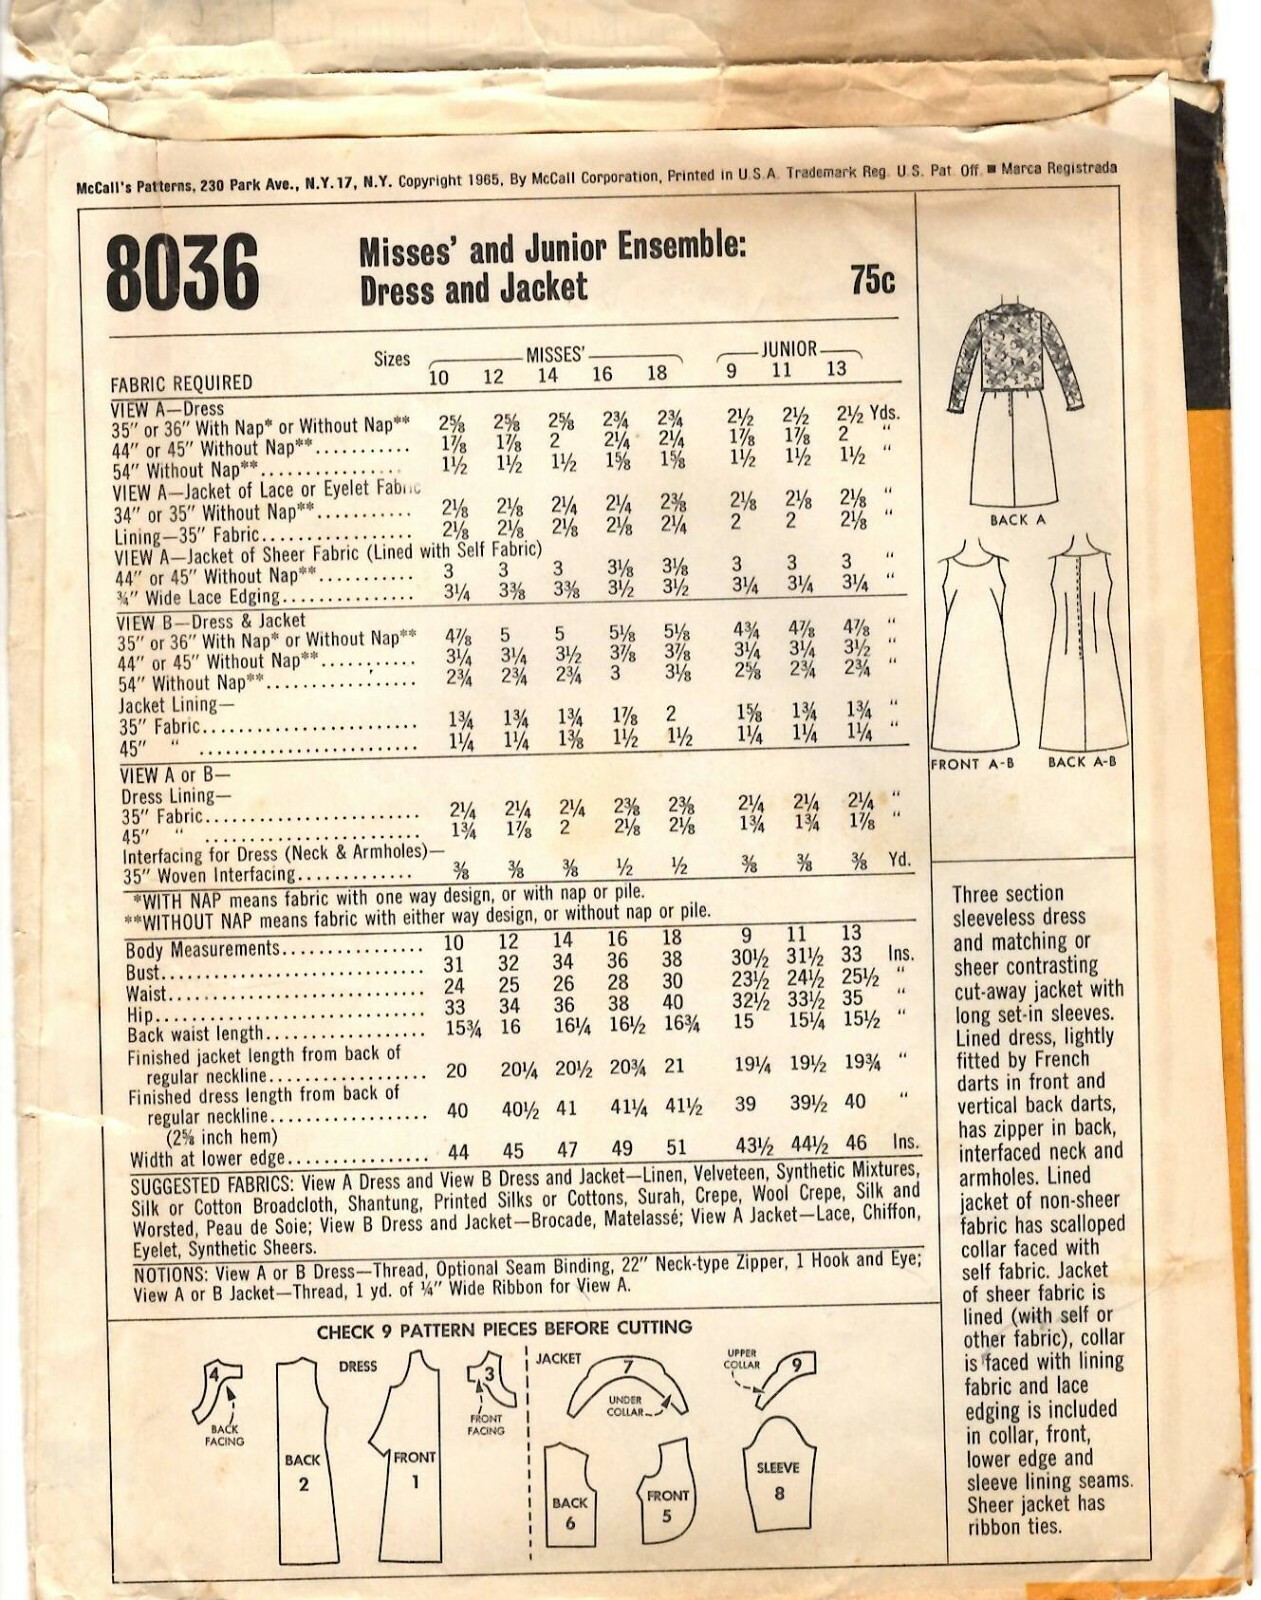 McCall's Patterns, 230 Park Ave., N.Y.17, N.Y. Copyright 1965, By McCall Corporation, Printed in U.S.A. Trademark Reg. U.S. Pat. Off. ■ Marca Registrada
8036
Misses' and Junior Ensemble:
Dress and Jacket
75c
Sizes MISSES' JUNIOR
FABRIC REQUIRED 10 12 14 16 18 9 11 13
VIEW A—Dress
35" or 36" With Nap* or Without Nap** 2⅝ 2⅝ 2⅝ 2¾ 2¾ 2½ 2½ 2½ Yds.
44" or 45" Without Nap**........... 1⅞ 1⅞ 2 2¼ 2¼ 1⅞ 1⅞ 2 "
54" Without Nap**................ 1½ 1½ 1½ 1⅝ 1⅝ 1½ 1½ 1½ "
VIEW A—Jacket of Lace or Eyelet Fabric
34" or 35" Without Nap**........... 2⅛ 2⅛ 2¼ 2¼ 2⅜ 2⅛ 2⅛ 2⅛ "
Lining—35" Fabric................. 2⅛ 2⅛ 2⅛ 2⅛ 2¼ 2 2 2⅛ "
VIEW A—Jacket of Sheer Fabric (Lined with Self Fabric)
44" or 45" Without Nap**........... 3 3 3 3⅛ 3⅛ 3 3 3 "
¾" Wide Lace Edging............... 3¼ 3⅜ 3⅜ 3½ 3½ 3¼ 3¼ 3¼ "
VIEW B—Dress & Jacket
35" or 36" With Nap* or Without Nap** 4⅞ 5 5 5⅛ 5⅛ 4¾ 4⅞ 4⅞ "
44" or 45" Without Nap**........... 3¼ 3¼ 3½ 3⅞ 3⅞ 3¼ 3¼ 3½ "
54" Without Nap**................. 2¾ 2¾ 2¾ 3 3⅛ 2⅝ 2¾ 2¾ "
Jacket Lining—
35" Fabric........................ 1¾ 1¾ 1¾ 1⅞ 2 1⅝ 1¾ 1¾ "
45" " ........................ 1¼ 1¼ 1⅜ 1½ 1½ 1¼ 1¼ 1¼ "
VIEW A or B—
Dress Lining—
35" Fabric........................ 2¼ 2¼ 2¼ 2⅜ 2⅜ 2¼ 2¼ 2¼ "
45" " ........................ 1¾ 1⅞ 2 2⅛ 2⅛ 1¾ 1¾ 1⅞ "
Interfacing for Dress (Neck & Armholes)—
35" Woven Interfacing............. ⅜ ⅜ ⅜ ½ ½ ⅜ ⅜ ⅜ Yd.
*WITH NAP means fabric with one way design, or with nap or pile.
**WITHOUT NAP means fabric with either way design, or without nap or pile.
Body Measurements................ 10 12 14 16 18 9 11 13
Bust............................. 31 32 34 36 38 30½ 31½ 33 Ins.
Waist............................ 24 25 26 28 30 23½ 24½ 25½ "
Hip.............................. 33 34 36 38 40 32½ 33½ 35 "
Back waist length.................. 15¾ 16 16¼ 16½ 16¾ 15 15¼ 15½ "
Finished jacket length from back of
regular neckline.................. 20 20¼ 20½ 20¾ 21 19¼ 19½ 19¾ "
Finished dress length from back of
regular neckline.................. 40 40½ 41 41¼ 41½ 39 39½ 40 "
(2⅝ inch hem)
Width at lower edge................ 44 45 47 49 51 43½ 44½ 46 Ins.
SUGGESTED FABRICS: View A Dress and View B Dress and Jacket—Linen, Velveteen, Synthetic Mixtures,
Silk or Cotton Broadcloth, Shantung, Printed Silks or Cottons, Surah, Crepe, Wool Crepe, Silk and
Worsted, Peau de Soie; View B Dress and Jacket—Brocade, Matelassé; View A Jacket—Lace, Chiffon,
Eyelet, Synthetic Sheers.
NOTIONS: View A or B Dress—Thread, Optional Seam Binding, 22" Neck-type Zipper, 1 Hook and Eye;
View A or B Jacket—Thread, 1 yd. of ¼" Wide Ribbon for View A.
BACK A
FRONT A-B BACK A-B
Three section
sleeveless dress
and matching or
sheer contrasting
cut-away jacket with
long set-in sleeves.
Lined dress, lightly
fitted by French
darts in front and
vertical back darts,
has zipper in back,
interfaced neck and
armholes. Lined
jacket of non-sheer
fabric has scalloped
collar faced with
self fabric. Jacket
of sheer fabric is
lined (with self or
other fabric), collar
is faced with lining
fabric and lace
edging is included
in collar, front,
lower edge and
sleeve lining seams.
Sheer jacket has
ribbon ties.
CHECK 9 PATTERN PIECES BEFORE CUTTING
DRESS
4
BACK
FACING
BACK
2
FRONT
1
3
FRONT
FACING
JACKET
7
UNDER
COLLAR
UPPER
COLLAR
9
BACK
6
FRONT
5
SLEEVE
8